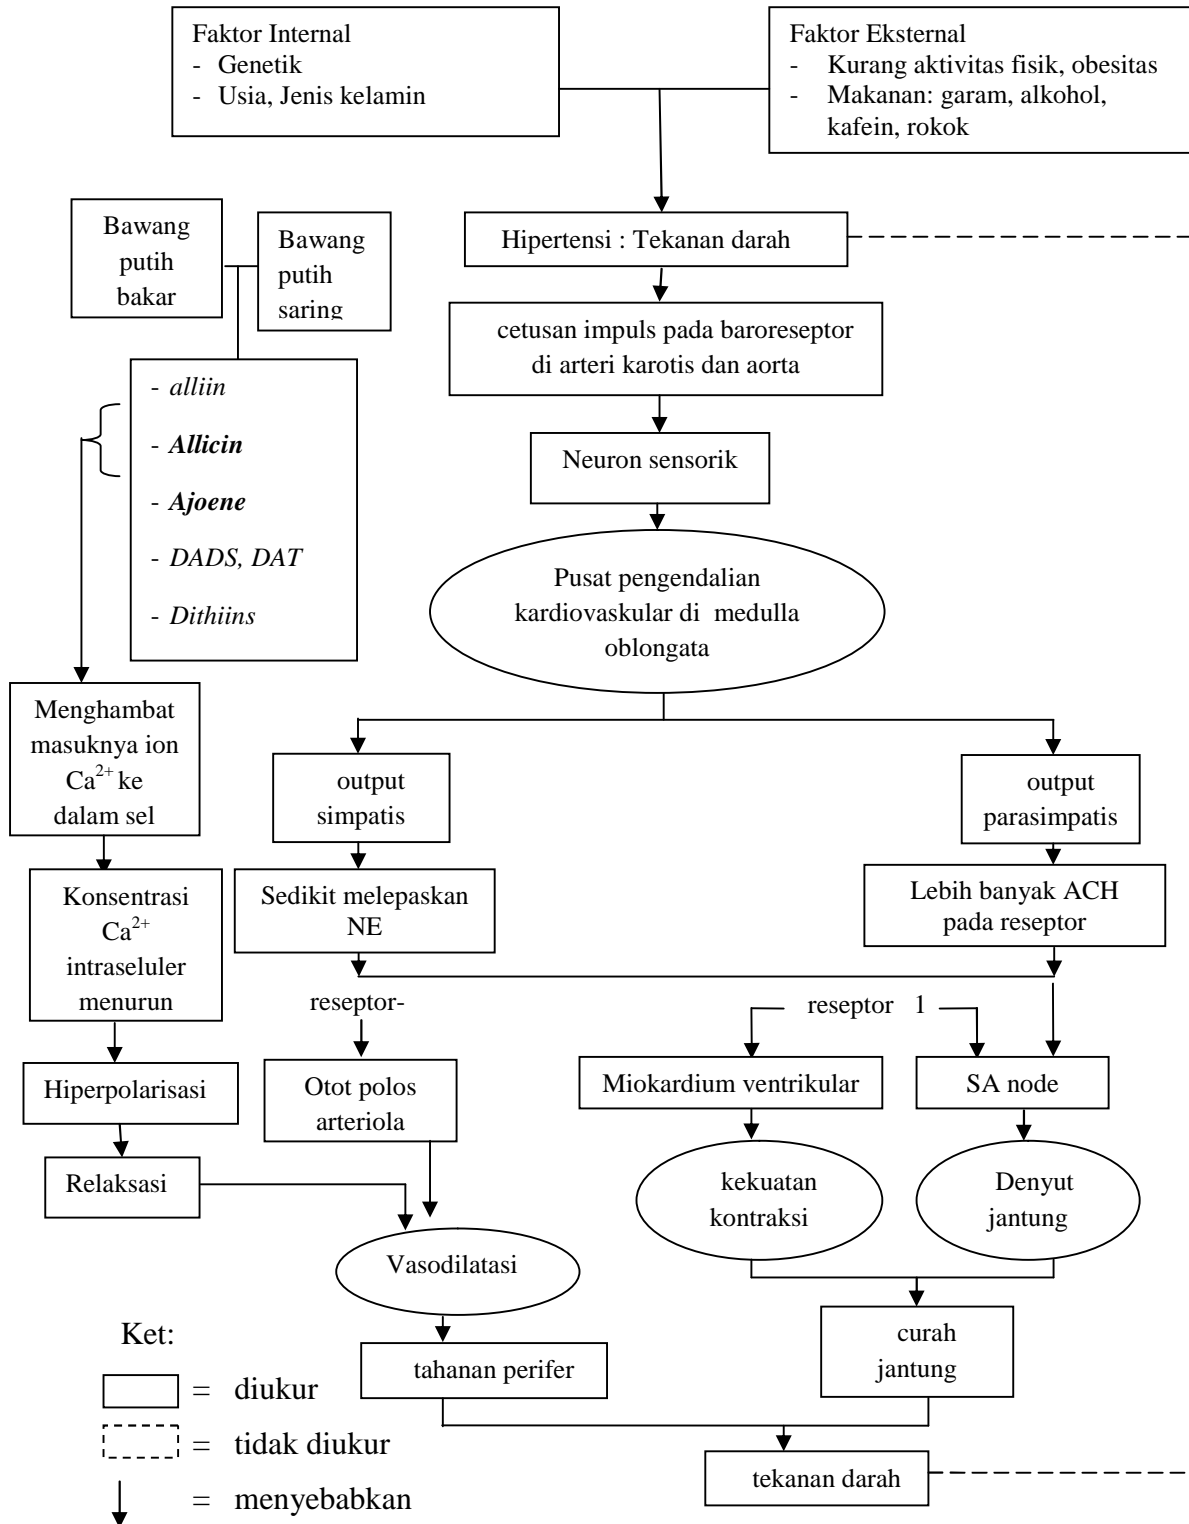 Faktor Internal
- Genetik
- Usia, Jenis kelamin
Faktor Eksternal
- Kurang aktivitas fisik, obesitas
- Makanan: garam, alkohol,
kafein, rokok
Bawang
putih
bakar
Bawang
putih
saring
Hipertensi : Tekanan darah
cetusan impuls pada baroreseptor
di arteri karotis dan aorta
- alliin
- Allicin
- Ajoene
- DADS, DAT
- Dithiins
Neuron sensorik
Pusat pengendalian
kardiovaskular di medulla
oblongata
Menghambat
masuknya ion
Ca2+ ke
dalam sel
output
simpatis
output
parasimpatis
Konsentrasi
Ca2+
intraseluler
menurun
Sedikit melepaskan
NE
Lebih banyak ACH
pada reseptor
reseptor-
reseptor 1
Hiperpolarisasi
Otot polos
arteriola
Miokardium ventrikular
SA node
Relaksasi
kekuatan
kontraksi
Denyut
jantung
Vasodilatasi
tahanan perifer
curah
jantung
tekanan darah
Ket:
= diukur
= tidak diukur
= menyebabkan